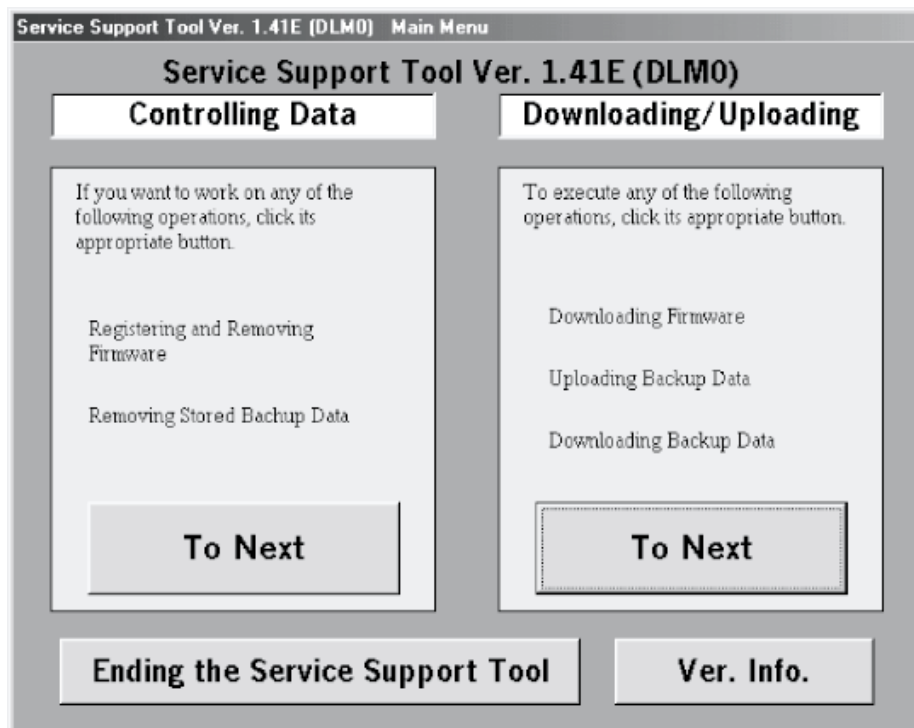 Service Support Tool Ver. 1.41E (DLM0) Main Menu
Service Support Tool Ver. 1.41E (DLM0)
Controlling Data
If you want to work on any of the
following operations, click its
appropriate button.
Registering and Removing
Firmware
Removing Stored Bachup Data
To Next
Downloading/Uploading
To execute any of the following
operations, click its appropriate button.
Downloading Firmware
Uploading Backup Data
Downloading Backup Data
To Next
Ending the Service Support Tool
Ver. Info.